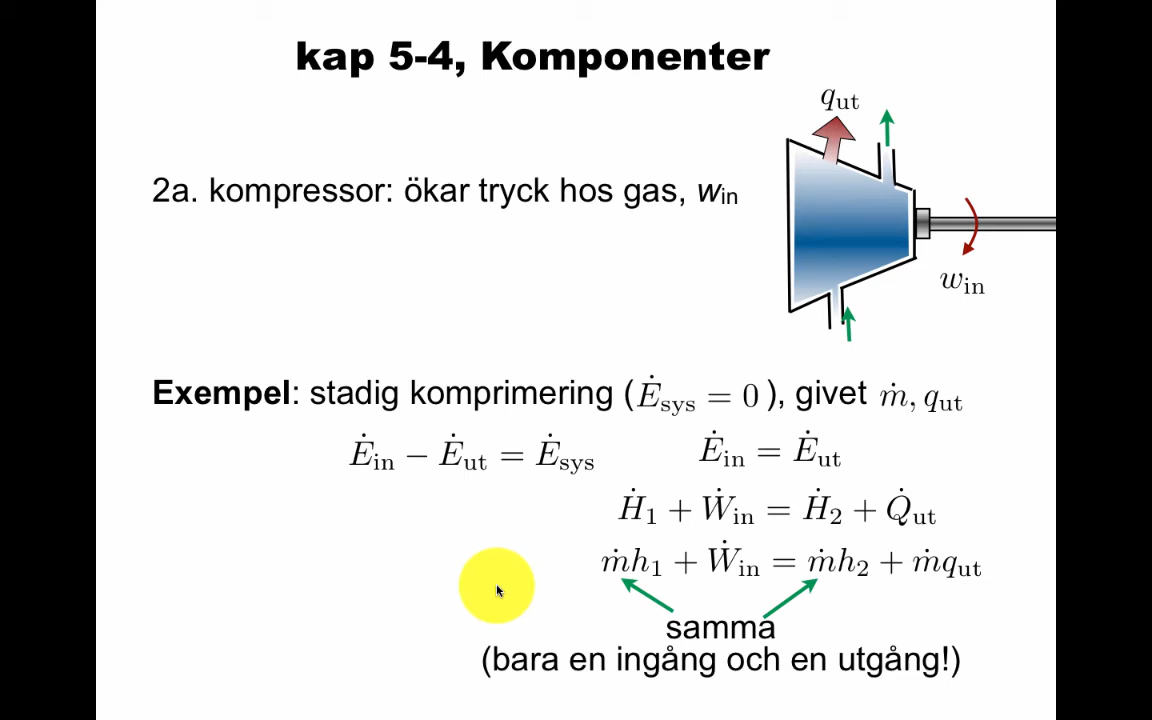 kap 5-4, Komponenter
q_ut
2a. kompressor: ökar tryck hos gas, w_in
w_in
Exempel: stadig komprimering (Ė_sys = 0 ), givet ṁ, q_ut
Ė_in − Ė_ut = Ė_sys Ė_in = Ė_ut
Ḣ_1 + Ẇ_in = Ḣ_2 + Q̇_ut
ṁh_1 + Ẇ_in = ṁh_2 + ṁq_ut
samma
(bara en ingång och en utgång!)